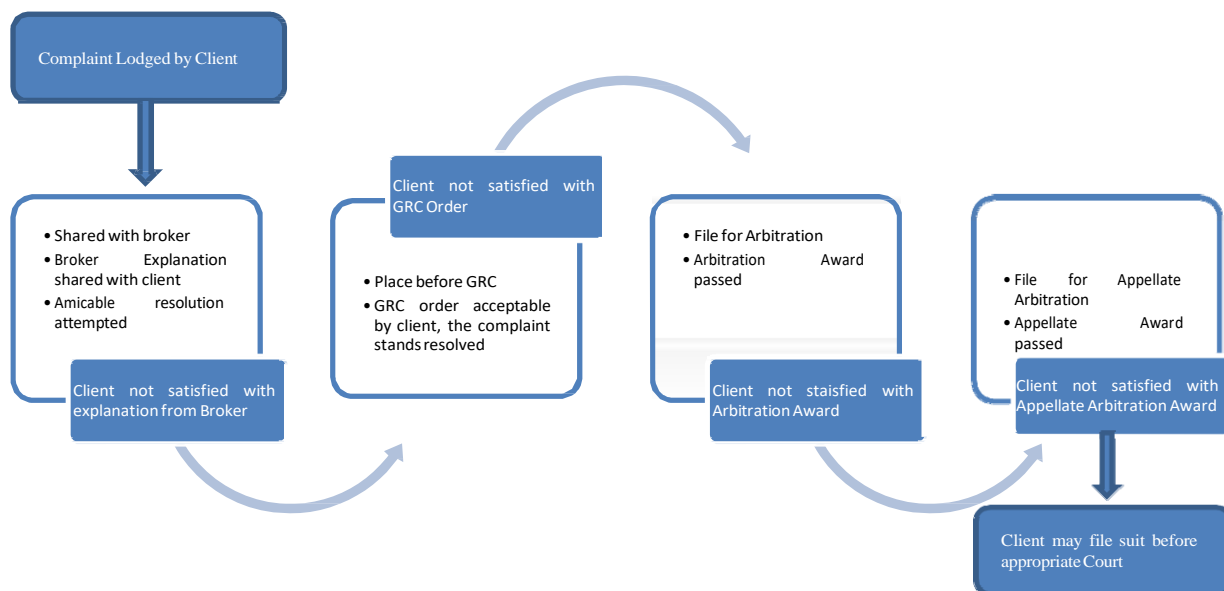 Complaint Lodged by Client
• Shared with broker
• Broker Explanation
shared with client
• Amicable resolution
attempted
Client not satisfied with
explanation from Broker
Client not satisfied with
GRC Order
• Place before GRC
• GRC order acceptable
by client, the complaint
stands resolved
• File for Arbitration
• Arbitration Award
passed
Client not staisfied with
Arbitration Award
• File for Appellate
Arbitration
• Appellate Award
passed
Client not satisfied with
Appellate Arbitration Award
Client may file suit before
appropriate Court